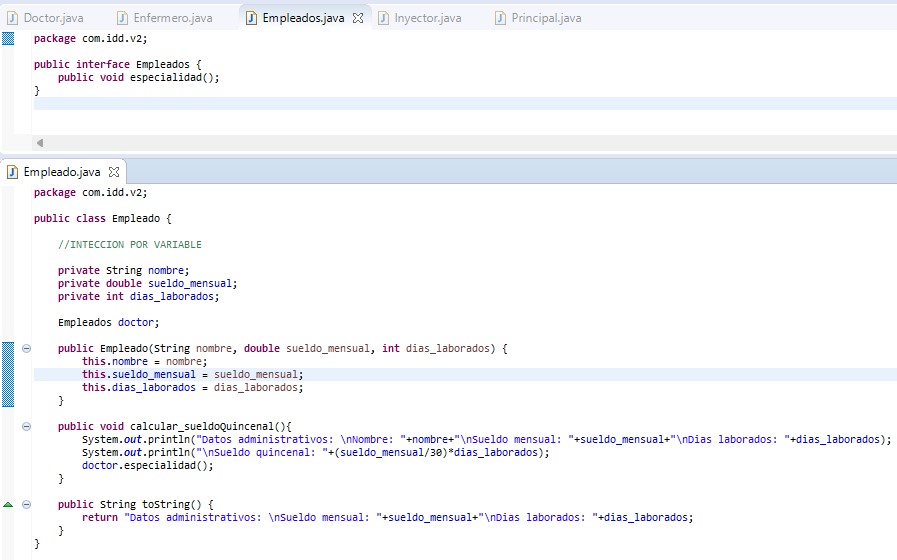 Doctor.java Enfermero.java Empleados.java Inyector.java Principal.java
package com.idd.v2;
public interface Empleados {
public void especialidad();
}
Empleado.java
package com.idd.v2;
public class Empleado {
//INTECCION POR VARIABLE
private String nombre;
private double sueldo_mensual;
private int dias_laborados;
Empleados doctor;
public Empleado(String nombre, double sueldo_mensual, int dias_laborados) {
this.nombre = nombre;
this.sueldo_mensual = sueldo_mensual;
this.dias_laborados = dias_laborados;
}
public void calcular_sueldoQuincenal(){
System.out.println("Datos administrativos: \nNombre: "+nombre+"\nSueldo mensual: "+sueldo_mensual+"\nDias laborados: "+dias_laborados);
System.out.println("\nSueldo quincenal: "+(sueldo_mensual/30)*dias_laborados);
doctor.especialidad();
}
public String toString() {
return "Datos administrativos: \nSueldo mensual: "+sueldo_mensual+"\nDias laborados: "+dias_laborados;
}
}